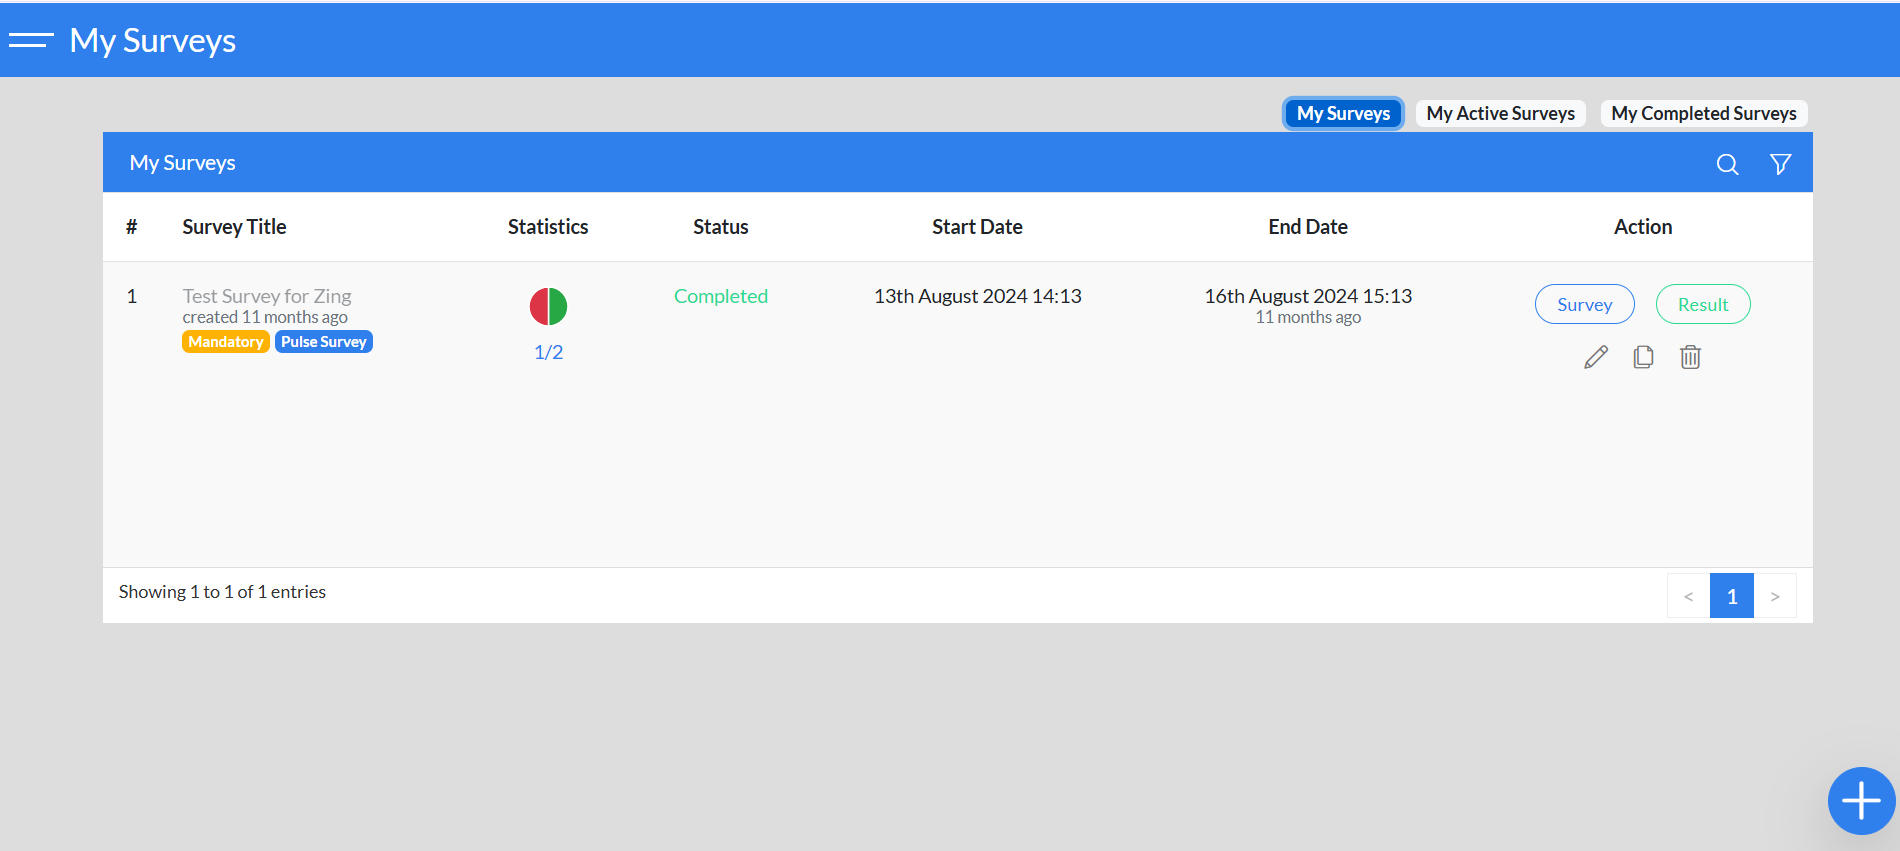 My Surveys
My Surveys My Active Surveys My Completed Surveys
My Surveys
# Survey Title Statistics Status Start Date End Date Action
1 Test Survey for Zing Completed 13th August 2024 14:13 16th August 2024 15:13 Survey Result
created 11 months ago 11 months ago
Mandatory Pulse Survey
1/2
Showing 1 to 1 of 1 entries
< 1 >